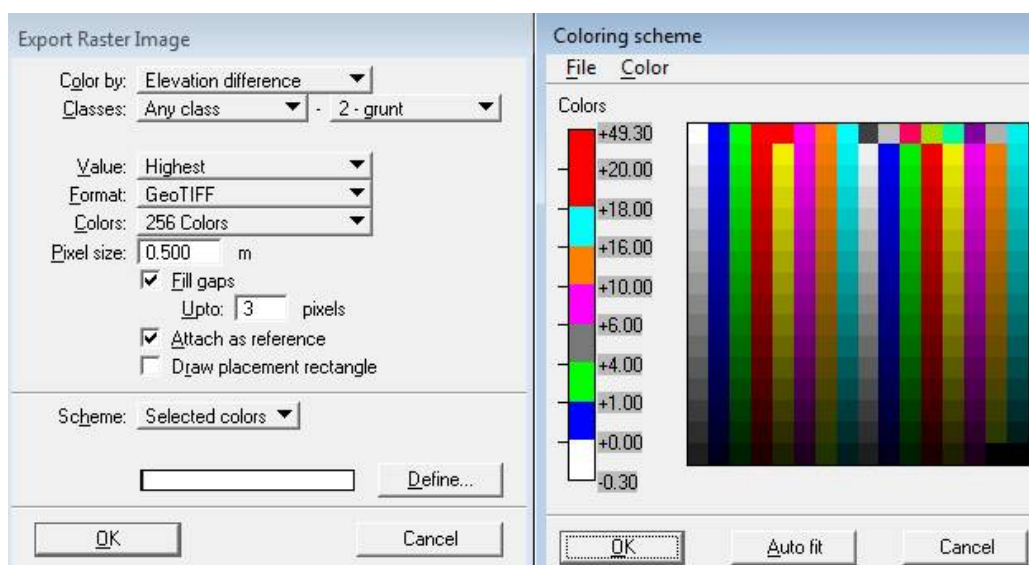 Export Raster Image
Color by: Elevation difference
Classes: Any class - 2 - grunt
Value: Highest
Format: GeoTIFF
Colors: 256 Colors
Pixel size: 0.500 m
Fill gaps
Upto: 3 pixels
Attach as reference
Draw placement rectangle
Scheme: Selected colors
Define...
OK Cancel
Coloring scheme
File Color
Colors
+49.30
+20.00
+18.00
+16.00
+10.00
+6.00
+4.00
+1.00
+0.00
-0.30
OK Auto fit Cancel